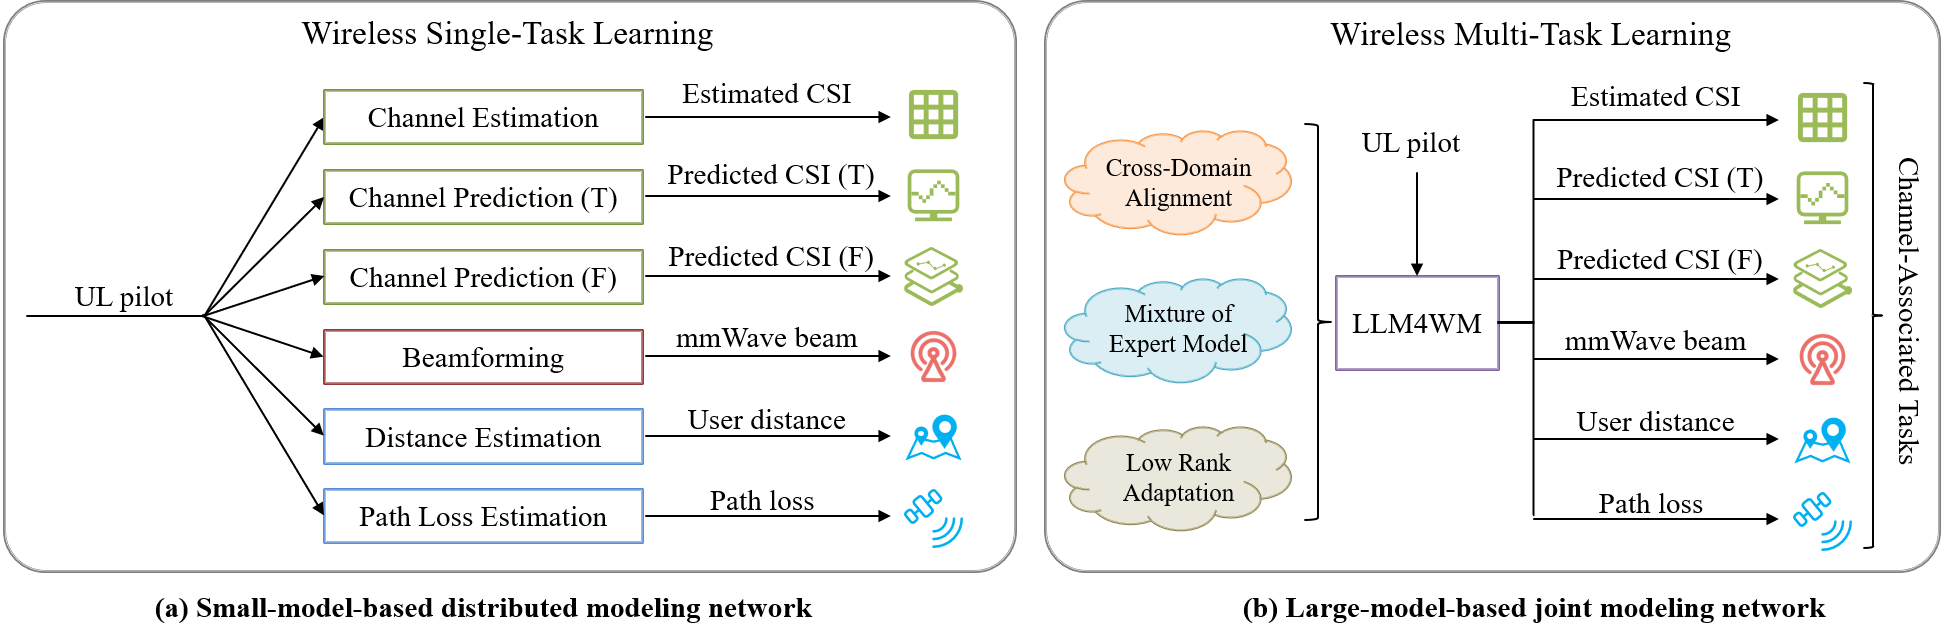 Wireless Single-Task Learning
UL pilot
Channel Estimation
Estimated CSI
Channel Prediction (T)
Predicted CSI (T)
Channel Prediction (F)
Predicted CSI (F)
Beamforming
mmWave beam
Distance Estimation
User distance
Path Loss Estimation
Path loss
(a) Small-model-based distributed modeling network
Wireless Multi-Task Learning
Cross-Domain
Alignment
Mixture of
Expert Model
Low Rank
Adaptation
UL pilot
LLM4WM
Estimated CSI
Predicted CSI (T)
Predicted CSI (F)
mmWave beam
User distance
Path loss
Channel-Associated Tasks
(b) Large-model-based joint modeling network